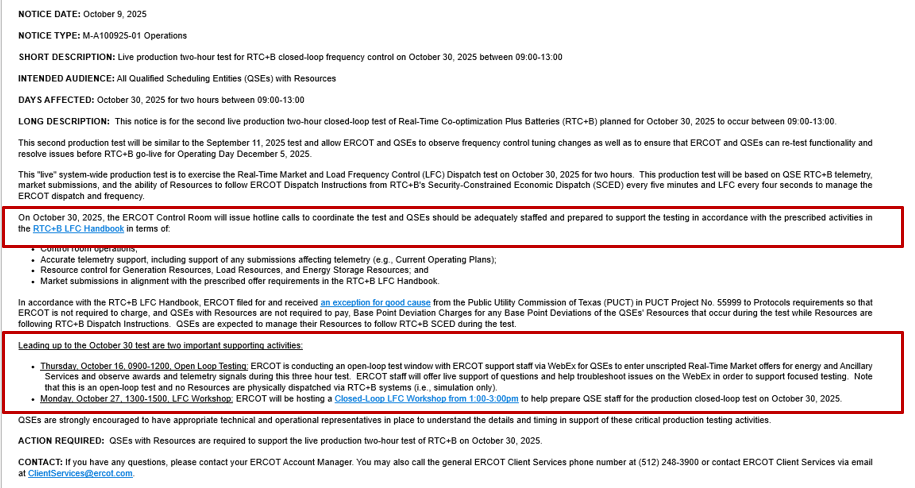 NOTICE DATE: October 9, 2025
NOTICE TYPE: M-A100925-01 Operations
SHORT DESCRIPTION: Live production two-hour test for RTC+B closed-loop frequency control on October 30, 2025 between 09:00-13:00
INTENDED AUDIENCE: All Qualified Scheduling Entities (QSEs) with Resources
DAYS AFFECTED: October 30, 2025 for two hours between 09:00-13:00
LONG DESCRIPTION: This notice is for the second live production two-hour closed-loop test of Real-Time Co-optimization Plus Batteries (RTC+B) planned for October 30, 2025 to occur between 09:00-13:00.
This second production test will be similar to the September 11, 2025 test and allow ERCOT and QSEs to observe frequency control tuning changes as well as to ensure that ERCOT and QSEs can re-test functionality and
resolve issues before RTC+B go-live for Operating Day December 5, 2025.
This "live" system-wide production test is to exercise the Real-Time Market and Load Frequency Control (LFC) Dispatch test on October 30, 2025 for two hours. This production test will be based on QSE RTC+B telemetry,
market submissions, and the ability of Resources to follow ERCOT Dispatch Instructions from RTC+B's Security-Constrained Economic Dispatch (SCED) every five minutes and LFC every four seconds to manage the
ERCOT dispatch and frequency.
On October 30, 2025, the ERCOT Control Room will issue hotline calls to coordinate the test and QSEs should be adequately staffed and prepared to support the testing in accordance with the prescribed activities in
the RTC+B LFC Handbook in terms of:
• Control room operations;
• Accurate telemetry support, including support of any submissions affecting telemetry (e.g., Current Operating Plans);
• Resource control for Generation Resources, Load Resources, and Energy Storage Resources; and
• Market submissions in alignment with the prescribed offer requirements in the RTC+B LFC Handbook.
In accordance with the RTC+B LFC Handbook, ERCOT filed for and received an exception for good cause from the Public Utility Commission of Texas (PUCT) in PUCT Project No. 55999 to Protocols requirements so that
ERCOT is not required to charge, and QSEs with Resources are not required to pay, Base Point Deviation Charges for any Base Point Deviations of the QSEs' Resources that occur during the test while Resources are
following RTC+B Dispatch Instructions. QSEs are expected to manage their Resources to follow RTC+B SCED during the test.
Leading up to the October 30 test are two important supporting activities:
• Thursday, October 16, 0900-1200, Open Loop Testing: ERCOT is conducting an open-loop test window with ERCOT support staff via WebEx for QSEs to enter unscripted Real-Time Market offers for energy and Ancillary
Services and observe awards and telemetry signals during this three hour test. ERCOT staff will offer live support of questions and help troubleshoot issues on the WebEx in order to support focused testing. Note
that this is an open-loop test and no Resources are physically dispatched via RTC+B systems (i.e., simulation only).
• Monday, October 27, 1300-1500, LFC Workshop: ERCOT will be hosting a Closed-Loop LFC Workshop from 1:00-3:00pm to help prepare QSE staff for the production closed-loop test on October 30, 2025.
QSEs are strongly encouraged to have appropriate technical and operational representatives in place to understand the details and timing in support of these critical production testing activities.
ACTION REQUIRED: QSEs with Resources are required to support the live production two-hour test of RTC+B on October 30, 2025.
CONTACT: If you have any questions, please contact your ERCOT Account Manager. You may also call the general ERCOT Client Services phone number at (512) 248-3900 or contact ERCOT Client Services via email
at ClientServices@ercot.com.